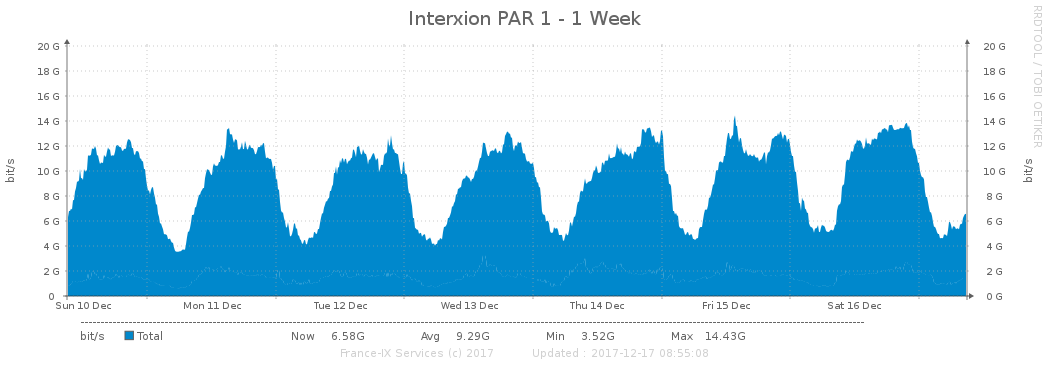 Interxion PAR 1 - 1 Week
RRDTOOL / TOBI OETIKER
bit/s
bit/s
20 G 20 G
18 G 18 G
16 G 16 G
14 G 14 G
12 G 12 G
10 G 10 G
8 G 8 G
6 G 6 G
4 G 4 G
2 G 2 G
0 0 G
Sun 10 Dec Mon 11 Dec Tue 12 Dec Wed 13 Dec Thu 14 Dec Fri 15 Dec Sat 16 Dec
bit/s Total Now 6.58G Avg 9.29G Min 3.52G Max 14.43G
France-IX Services (c) 2017 Updated : 2017-12-17 08:55:08